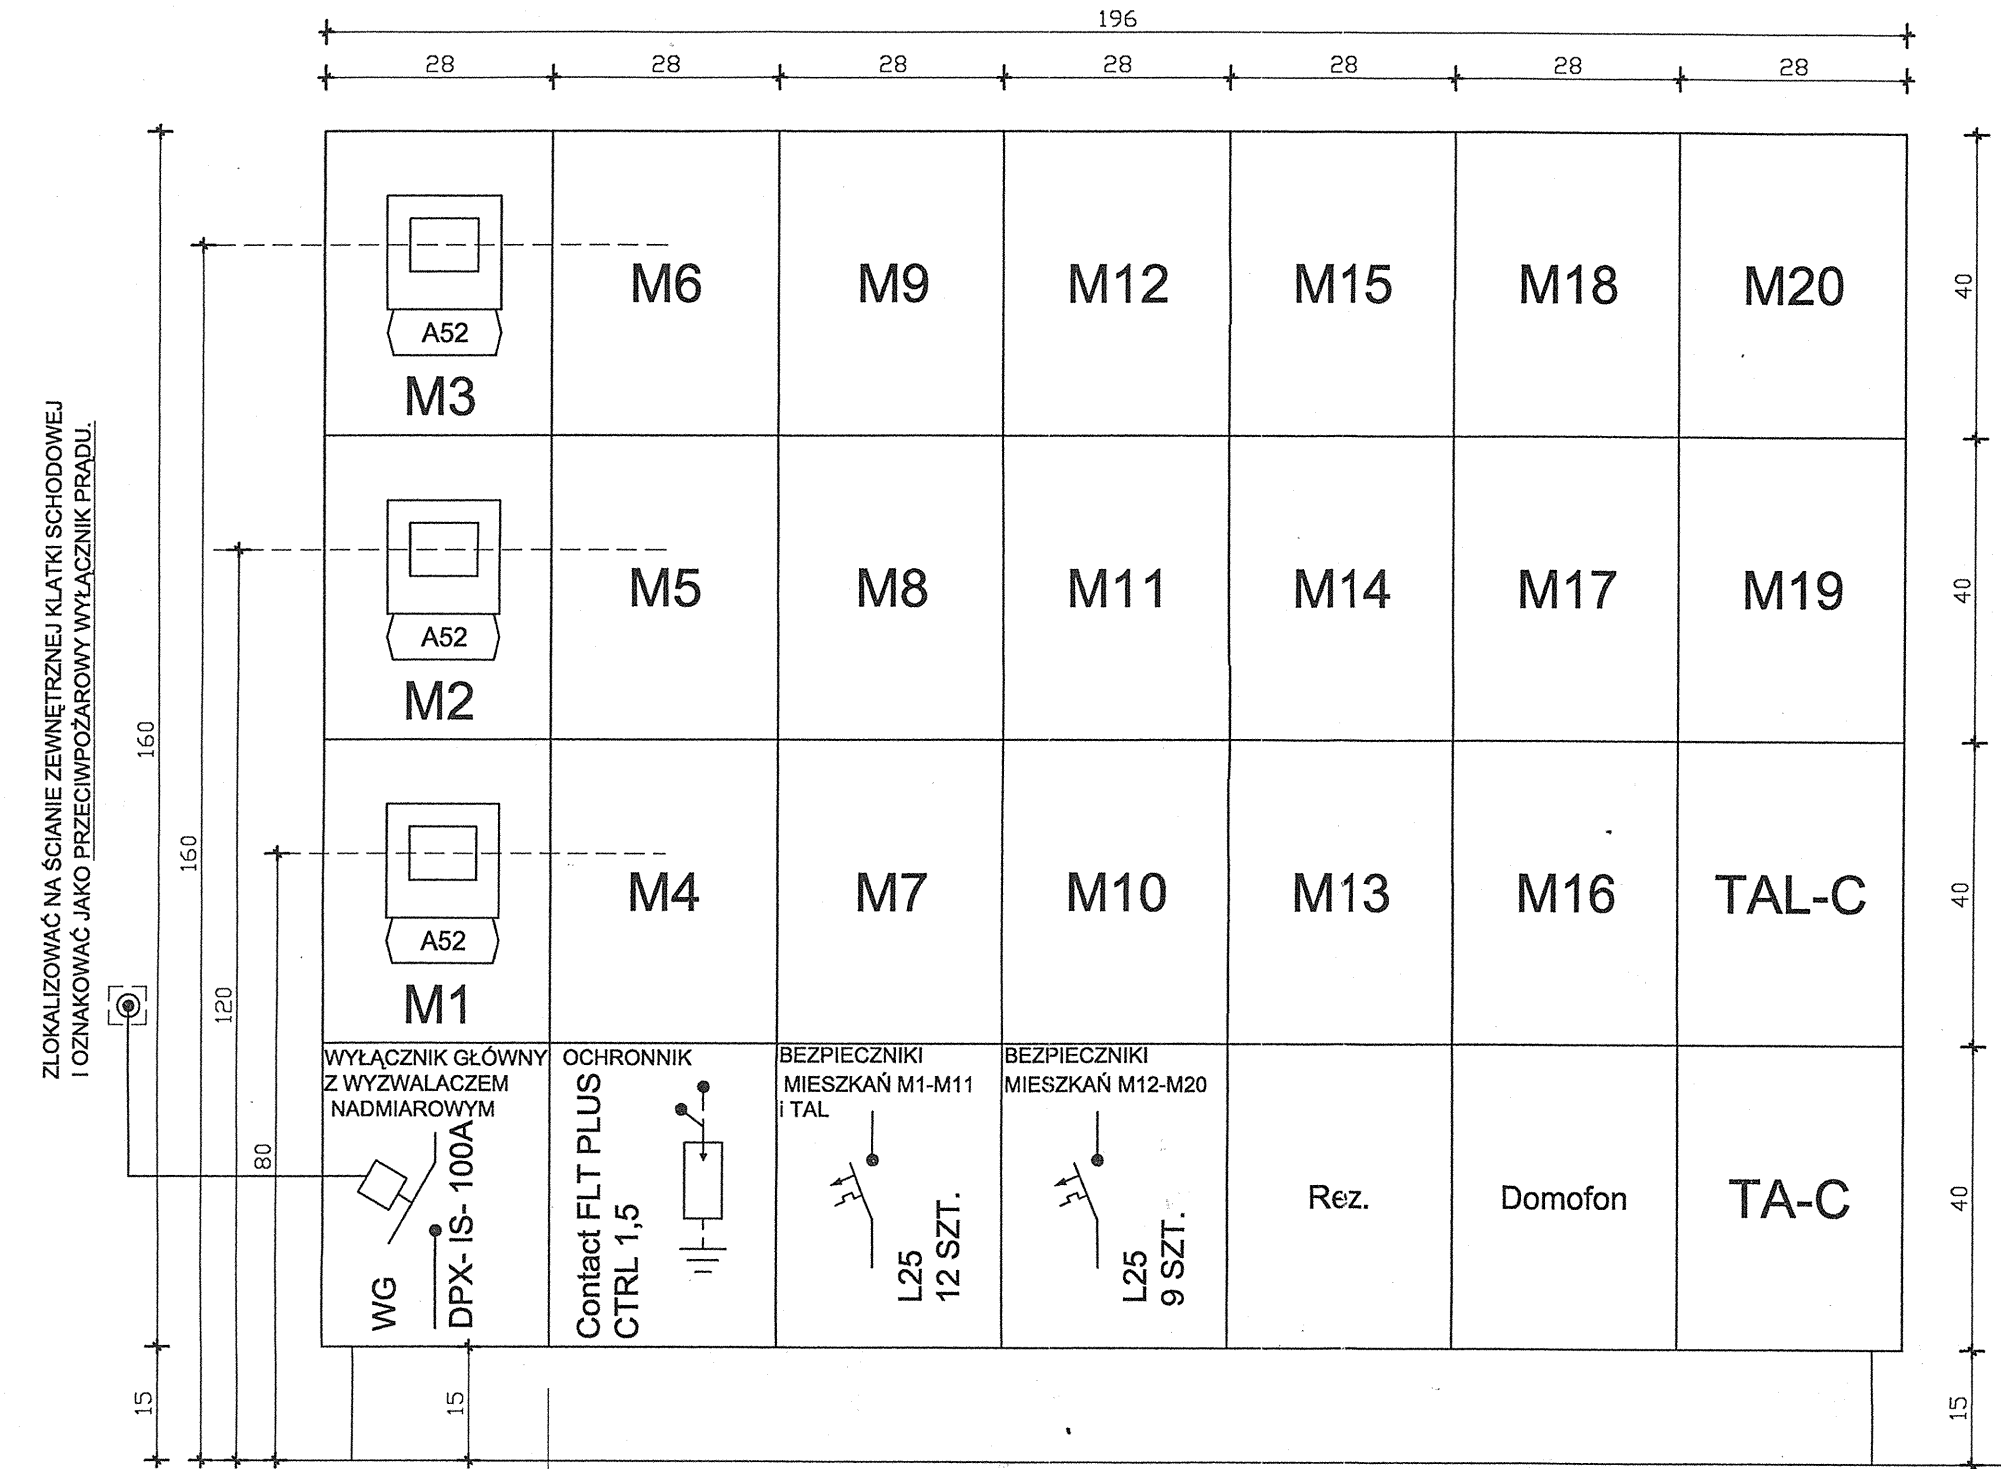 196
28 28 28 28 28 28 28
ZLOKALIZOWAĆ NA ŚCIANIE ZEWNĘTRZNEJ KLATKI SCHODOWEJ
I OZNAKOWAĆ JAKO PRZECIWPOŻAROWY WYŁĄCZNIK PRĄDU.
160
160
120
80
15
15
A52
M3
M6
M9
M12
M15
M18
M20
40
A52
M2
M5
M8
M11
M14
M17
M19
40
A52
M1
M4
M7
M10
M13
M16
TAL-C
40
WYŁĄCZNIK GŁÓWNY
Z WYZWALACZEM
NADMIAROWYM
WG
DPX- IS- 100A
OCHRONNIK
Contact FLT PLUS
CTRL 1,5
BEZPIECZNIKI
MIESZKAŃ M1-M11
i TAL
L25
12 SZT.
BEZPIECZNIKI
MIESZKAŃ M12-M20
L25
9 SZT.
Rez.
Domofon
TA-C
40
15